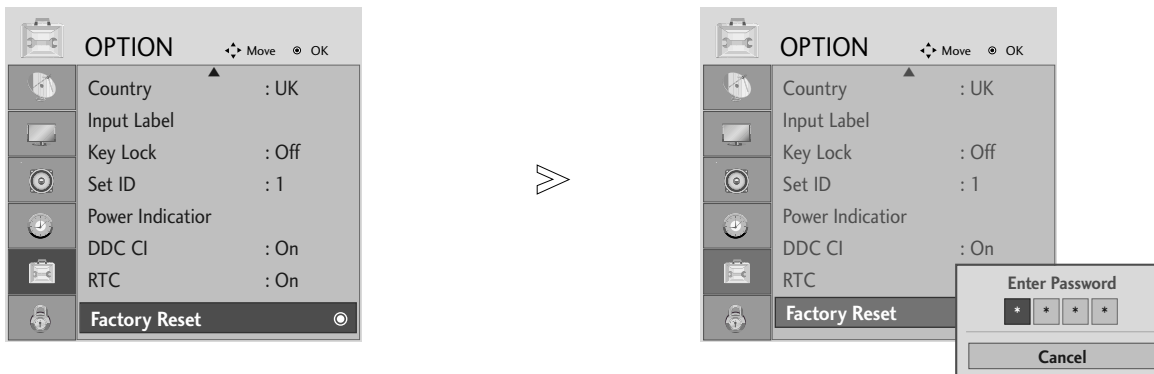 OPTION Move OK
Country : UK
Input Label
Key Lock : Off
Set ID : 1
Power Indicatior
DDC CI : On
RTC : On
Factory Reset
OPTION Move OK
Country : UK
Input Label
Key Lock : Off
Set ID : 1
Power Indicatior
DDC CI : On
RTC
Factory Reset
Enter Password
* * * *
Cancel